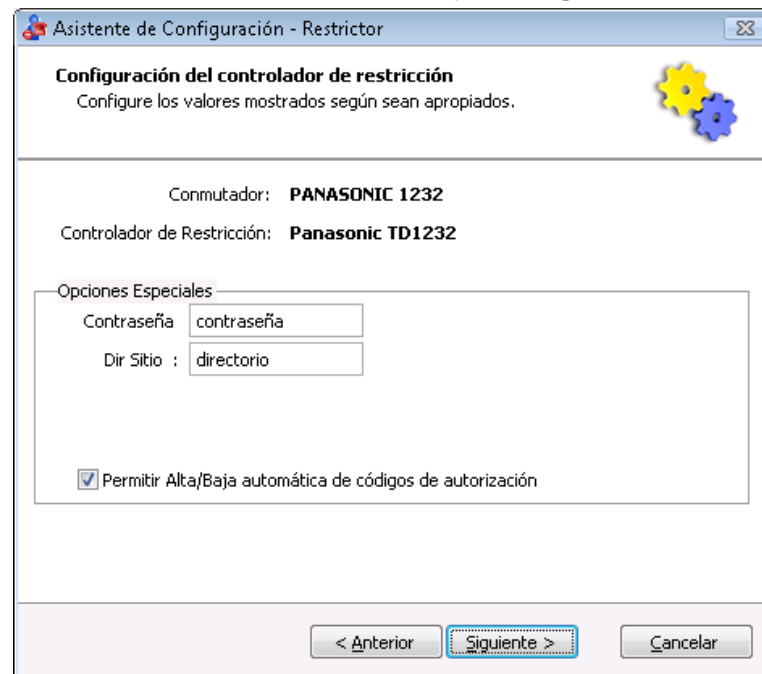 Asistente de Configuración - Restrictor
Configuración del controlador de restricción
Configure los valores mostrados según sean apropiados.
Conmutador: PANASONIC 1232
Controlador de Restricción: Panasonic TD1232
Opciones Especiales
Contraseña contraseña
Dir Sitio : directorio
Permitir Alta/Baja automática de códigos de autorización
< Anterior Siguiente > Cancelar